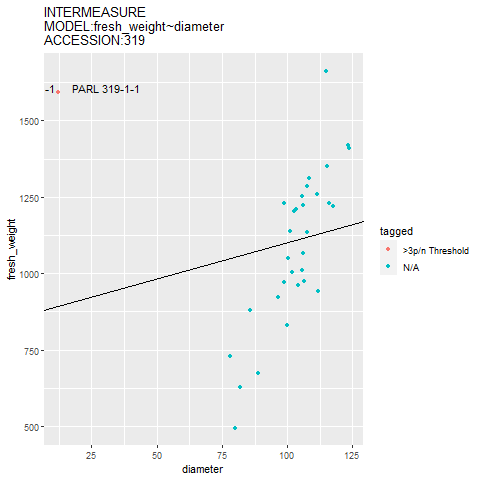 INTERMEASURE
MODEL:fresh_weight~diameter
ACCESSION:319
-1 PARL 319-1-1
1500
1250
1000
750
500
fresh_weight
25 50 75 100 125
diameter
tagged
>3p/n Threshold
N/A